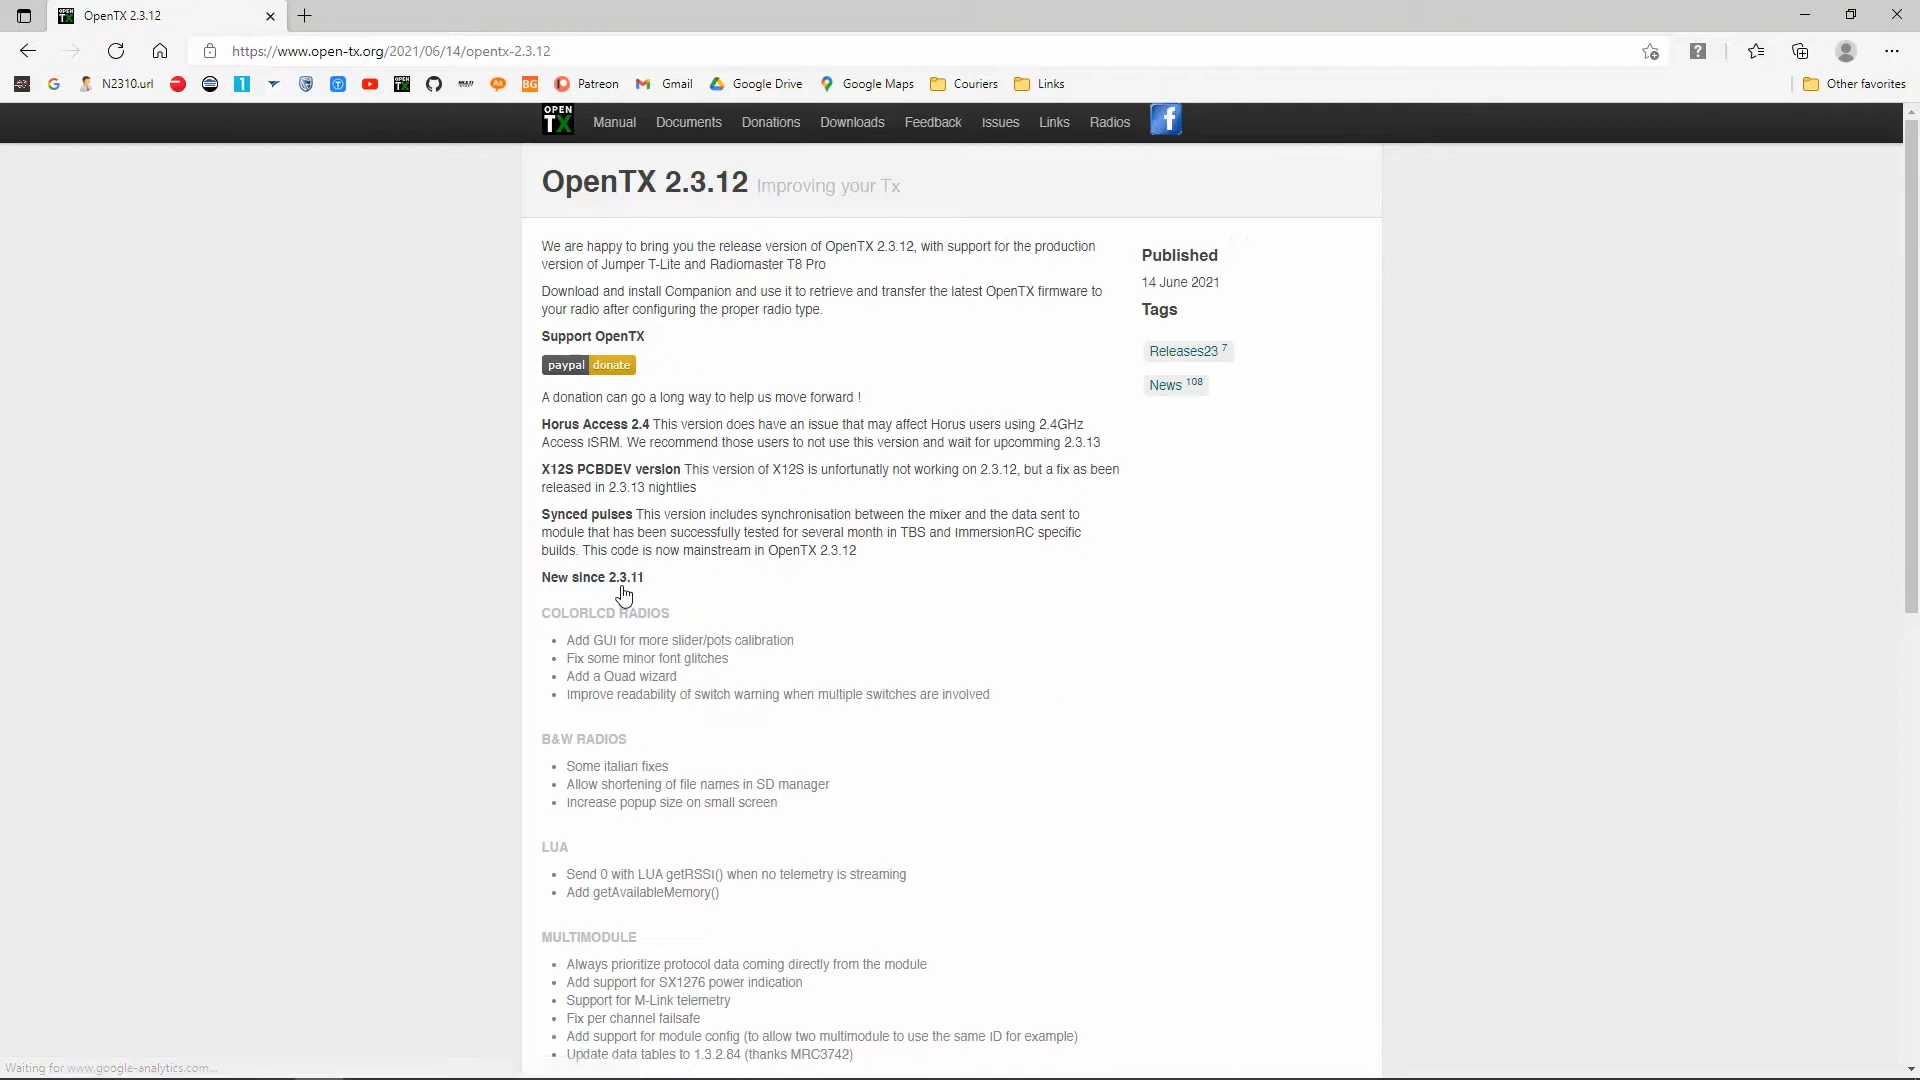 OpenTX 2.3.12
https://www.open-tx.org/2021/06/14/opentx-2.3.12
G N2310.url 1 BG Patreon Gmail Google Drive Google Maps Couriers Links Other favorites
OPEN TX Manual Documents Donations Downloads Feedback Issues Links Radios f
OpenTX 2.3.12 Improving your Tx
We are happy to bring you the release version of OpenTX 2.3.12, with support for the production
version of Jumper T-Lite and Radiomaster T8 Pro
Download and install Companion and use it to retrieve and transfer the latest OpenTX firmware to
your radio after configuring the proper radio type.
Support OpenTX
paypal donate
A donation can go a long way to help us move forward !
Horus Access 2.4 This version does have an issue that may affect Horus users using 2.4GHz
Access ISRM. We recommend those users to not use this version and wait for upcomming 2.3.13
X12S PCBDEV version This version of X12S is unfortunatly not working on 2.3.12, but a fix as been
released in 2.3.13 nightlies
Synced pulses This version includes synchronisation between the mixer and the data sent to
module that has been successfully tested for several month in TBS and ImmersionRC specific
builds. This code is now mainstream in OpenTX 2.3.12
New since 2.3.11
COLORLCD RADIOS
• Add GUI for more slider/pots calibration
• Fix some minor font glitches
• Add a Quad wizard
• Improve readability of switch warning when multiple switches are involved
B&W RADIOS
• Some italian fixes
• Allow shortening of file names in SD manager
• Increase popup size on small screen
LUA
• Send 0 with LUA getRSSI() when no telemetry is streaming
• Add getAvailableMemory()
MULTIMODULE
• Always prioritize protocol data coming directly from the module
• Add support for SX1276 power indication
• Support for M-Link telemetry
• Fix per channel failsafe
• Add support for module config (to allow two multimodule to use the same ID for example)
• Update data tables to 1.3.2.84 (thanks MRC3742)
Published
14 June 2021
Tags
Releases23 7
News 108
Waiting for www.google-analytics.com...